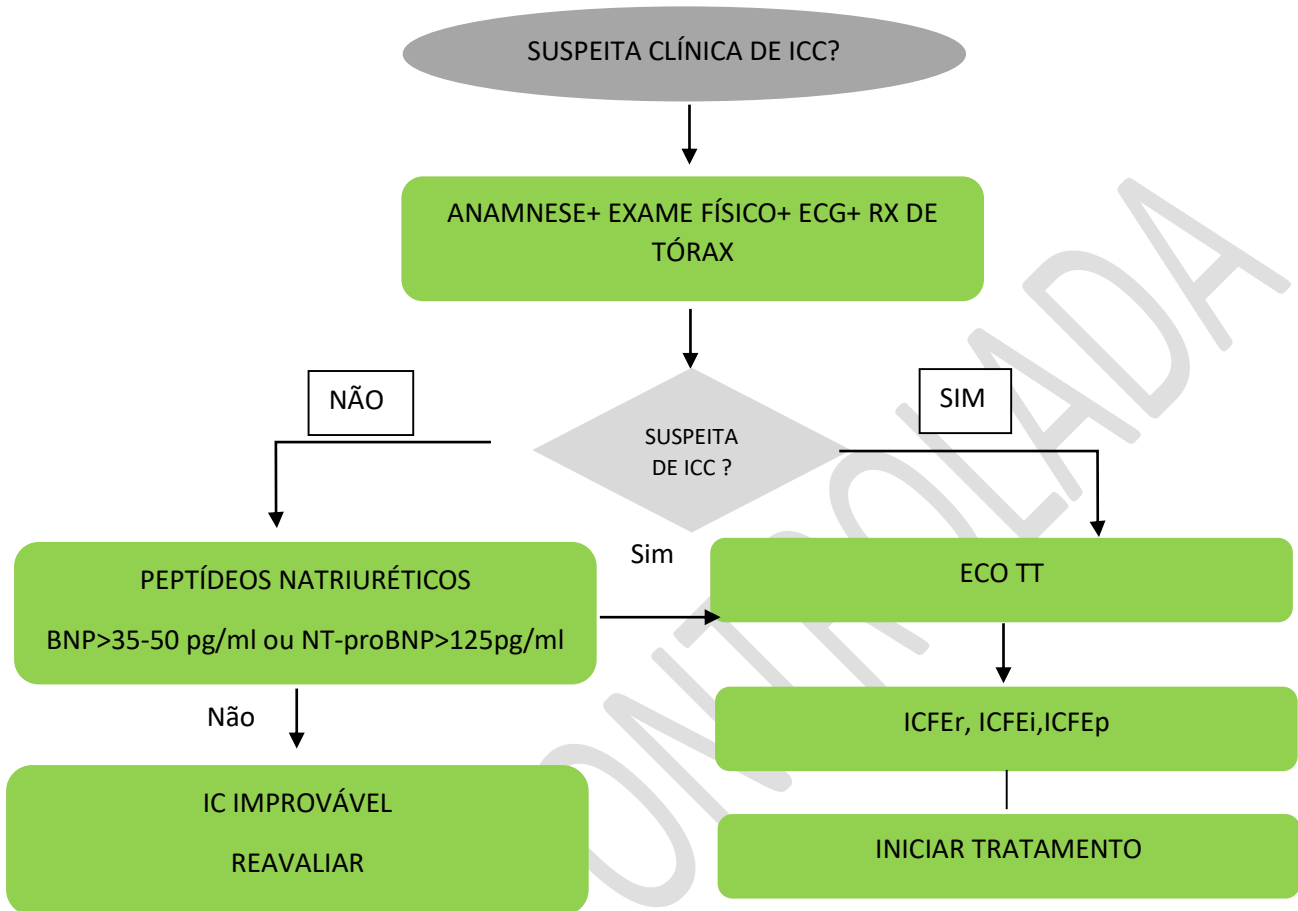 SUSPEITA CLÍNICA DE ICC?
ANAMNESE+ EXAME FÍSICO+ ECG+ RX DE
TÓRAX
NÃO
SIM
SUSPEITA
DE ICC ?
PEPTÍDEOS NATRIURÉTICOS
BNP>35-50 pg/ml ou NT-proBNP>125pg/ml
Sim
ECO TT
Não
ICFEr, ICFEi,ICFEp
IC IMPROVÁVEL
REAVALIAR
INICIAR TRATAMENTO
ONTROLADA